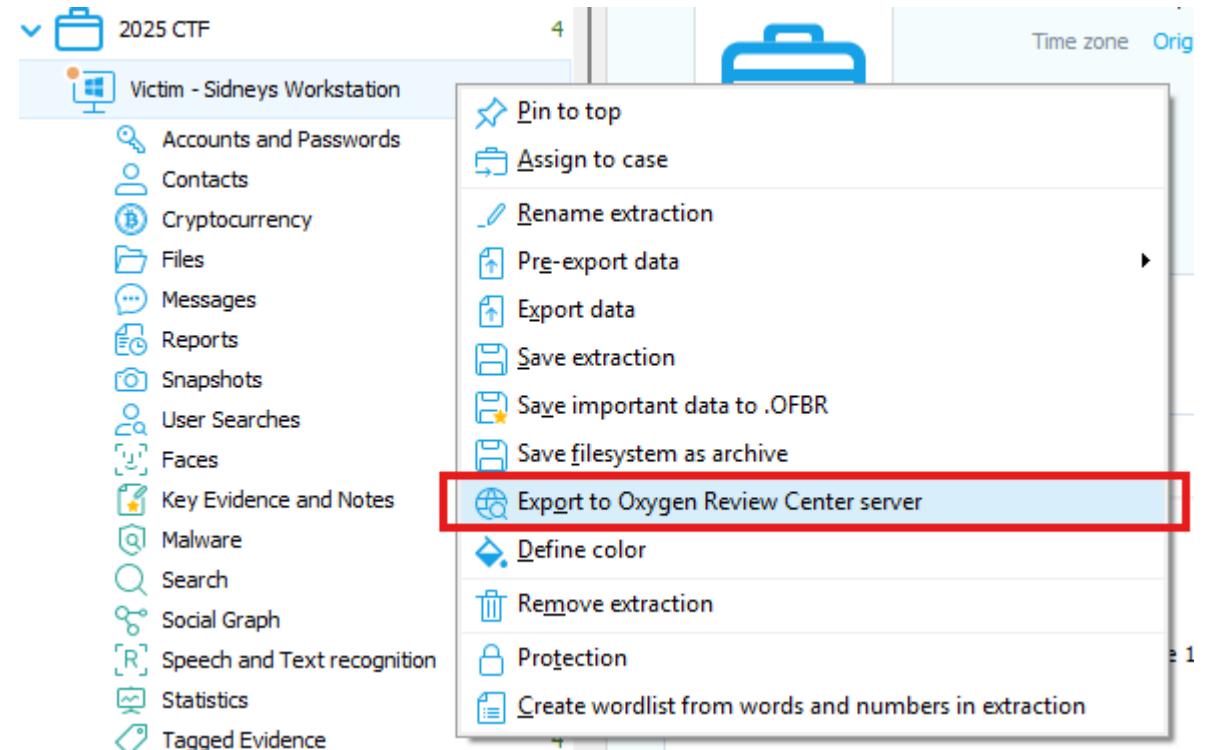 2025 CTF 4
Victim - Sidneys Workstation
Accounts and Passwords
Contacts
Cryptocurrency
Files
Messages
Reports
Snapshots
User Searches
Faces
Key Evidence and Notes
Malware
Search
Social Graph
Speech and Text recognition
Statistics
Tagged Evidence 4
Time zone Orig
Pin to top
Assign to case
Rename extraction
Pre-export data
Export data
Save extraction
Save important data to .OFBR
Save filesystem as archive
Export to Oxygen Review Center server
Define color
Remove extraction
Protection
Create wordlist from words and numbers in extraction